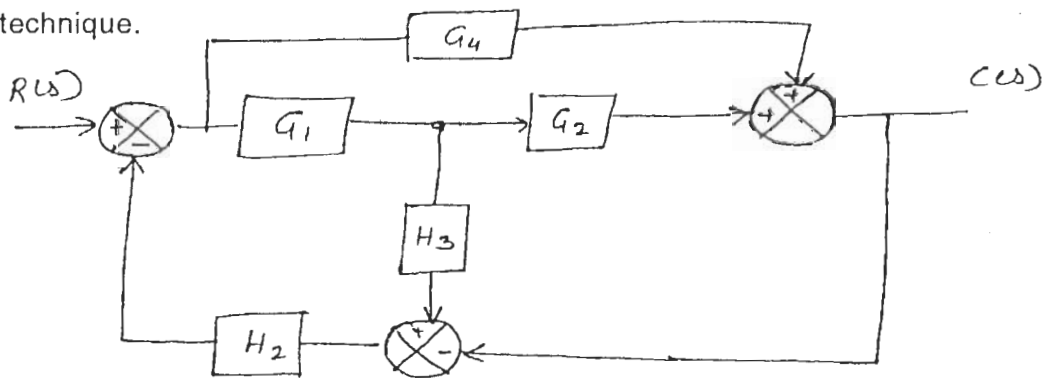 technique.
G4
R(s)
C(s)
+
-
G1
G2
+
+
H3
H2
+
-